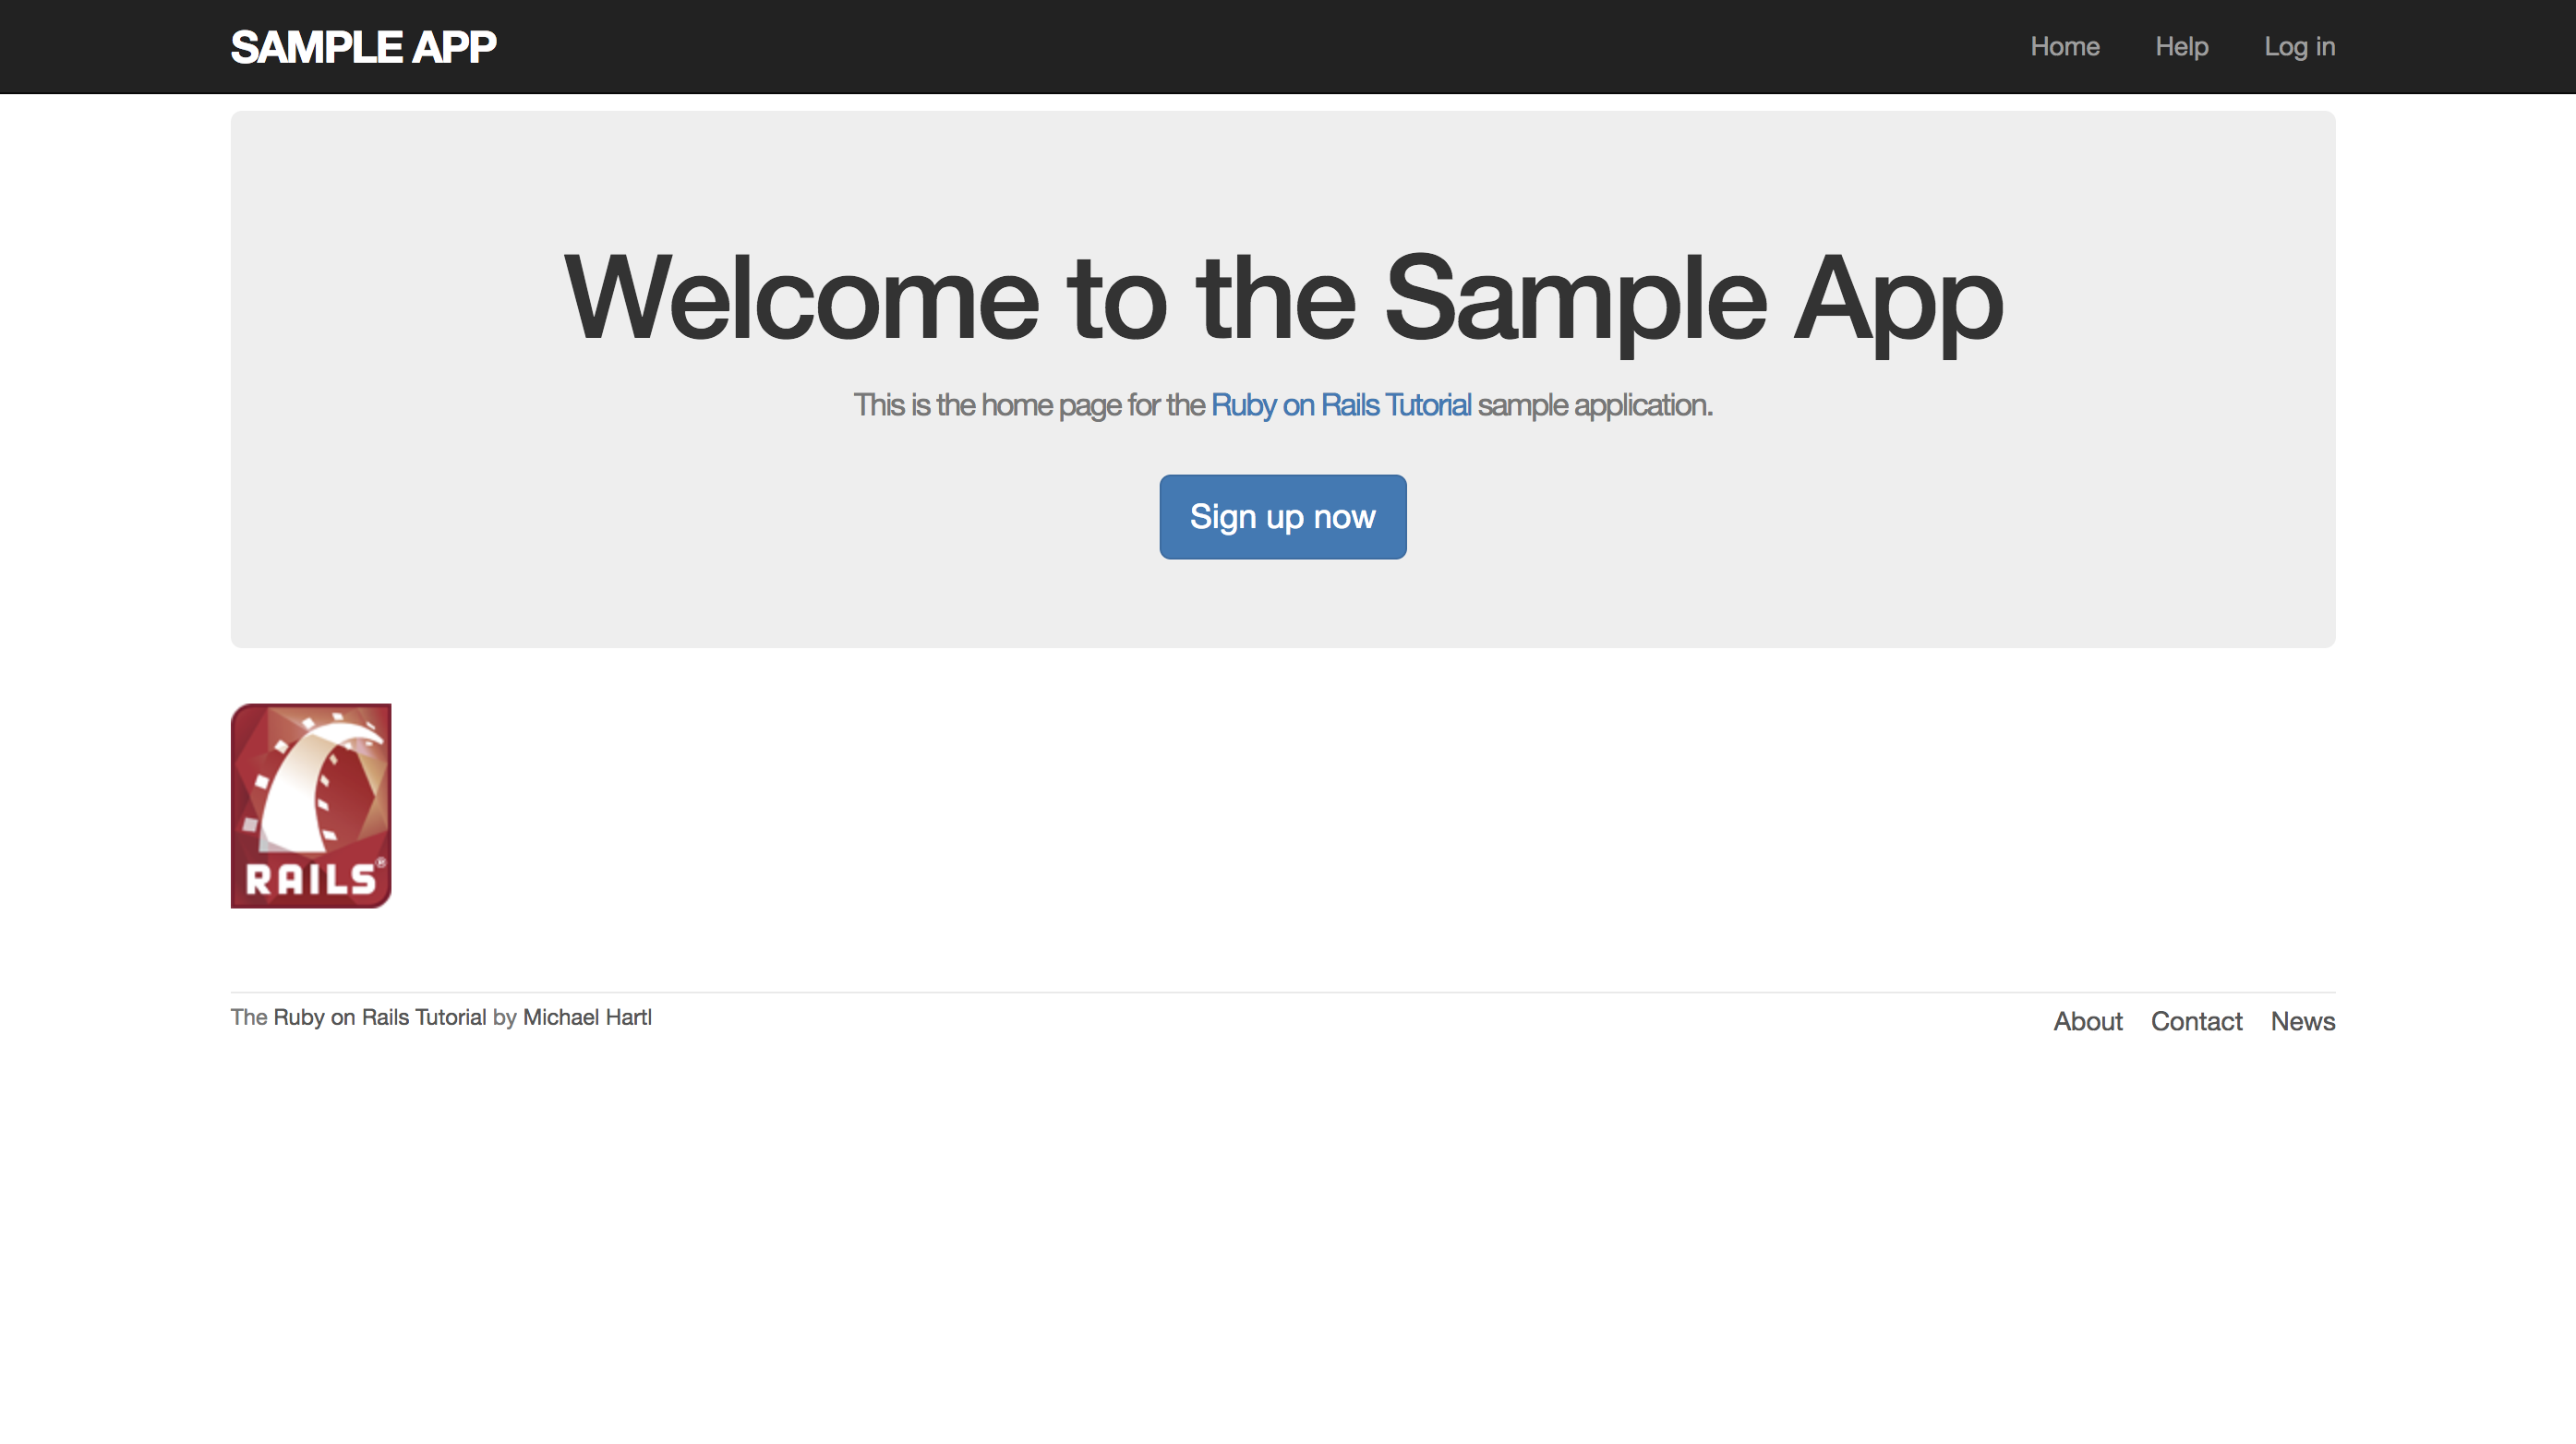 SAMPLE APP Home Help Log in
Welcome to the Sample App
This is the home page for the Ruby on Rails Tutorial sample application.
Sign up now
RAILS®
The Ruby on Rails Tutorial by Michael Hartl About Contact News